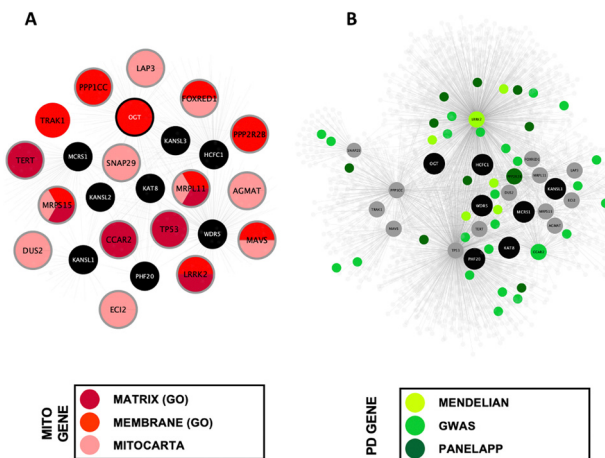 A
B
LAP3
PPP1CC
FOXRED1
OGT
TRAK1
PPP2R2B
KANSL3
MCRS1
HCFC1
TERT
SNAP29
KAT8
MRPL11
AGMAT
KANSL2
MRPS15
TP53
WDR5
CCAR2
MAVS
DUS2
KANSL1
LRRK2
PHF20
ECI2
LRRK2
OGT
HCFC1
KANSL1
WDR5
MCRS1
KAT8
PHF20
MITO
GENE
MATRIX (GO)
MEMBRANE (GO)
MITOCARTA
PD GENE
MENDELIAN
GWAS
PANELAPP